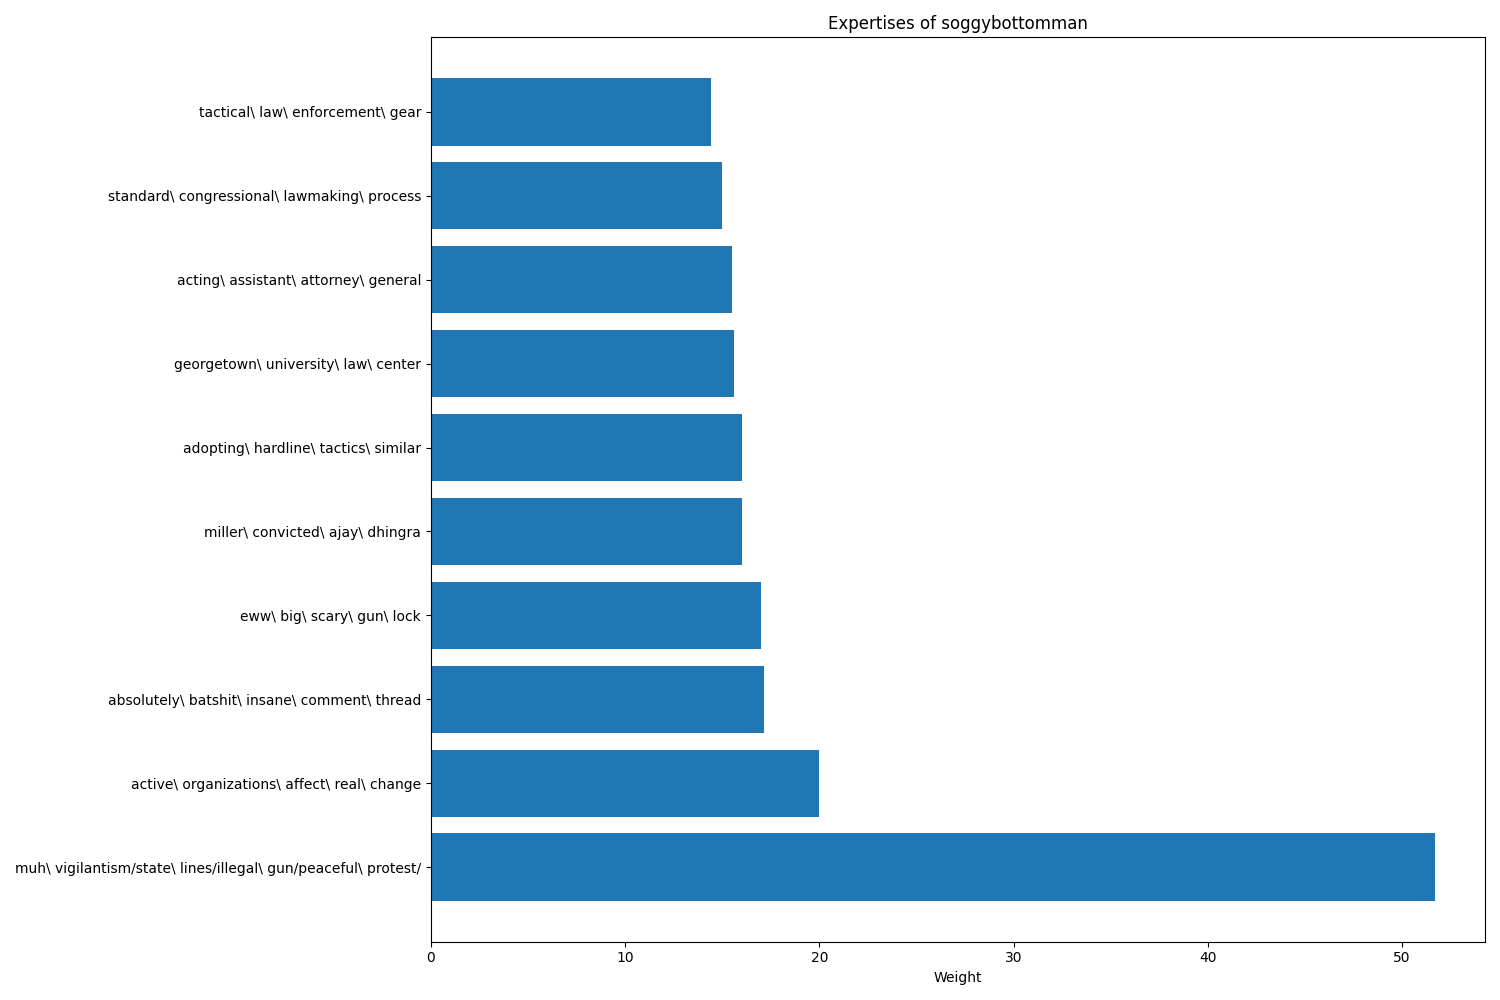 Expertises of soggybottomman
tactical\ law\ enforcement\ gear
standard\ congressional\ lawmaking\ process
acting\ assistant\ attorney\ general
georgetown\ university\ law\ center
adopting\ hardline\ tactics\ similar
miller\ convicted\ ajay\ dhingra
eww\ big\ scary\ gun\ lock
absolutely\ batshit\ insane\ comment\ thread
active\ organizations\ affect\ real\ change
muh\ vigilantism/state\ lines/illegal\ gun/peaceful\ protest/
0 10 20 30 40 50
Weight